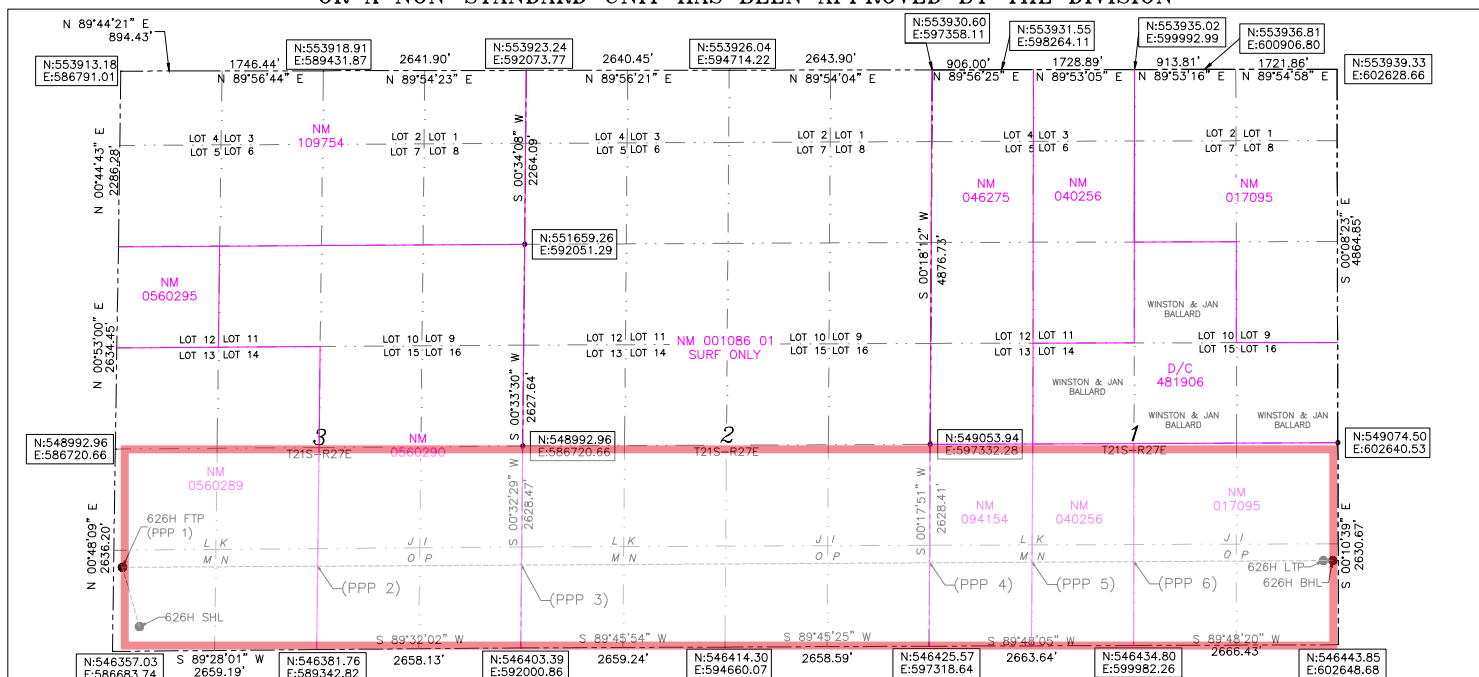 OR A NON-STANDARD UNIT HAS BEEN APPROVED BY THE DIVISION
N 89°44'21" E
894.43'
N:553913.18
E:586791.01
1746.44'
N 89°56'44" E
N:553918.91
E:589431.87
2641.90'
N 89°54'23" E
N:553923.24
E:592073.77
2640.45'
N 89°56'21" E
N:553926.04
E:594714.22
2643.90'
N 89°54'04" E
N:553930.60
E:597358.11
906.00'
N 89°56'25" E
N:553931.55
E:598264.11
1728.89'
N 89°53'05" E
N:553935.02
E:599992.99
913.81'
N 89°53'16" E
N:553936.81
E:600906.80
1721.86'
N 89°54'58" E
N:553939.33
E:602628.66
N 00°44'43" E
2286.28'
LOT 4 LOT 3
LOT 5 LOT 6
NM
109754
LOT 2 LOT 1
LOT 7 LOT 8
S 00°34'08" W
2264.09'
LOT 4 LOT 3
LOT 5 LOT 6
LOT 2 LOT 1
LOT 7 LOT 8
LOT 4 LOT 3
LOT 5 LOT 6
LOT 2 LOT 1
LOT 7 LOT 8
NM
046275
NM
040256
NM
017095
S 00°18'12" W
4876.73'
S 00°08'23" E
4864.85'
N:551659.26
E:592051.29
NM
0560295
N 00°53'00" E
2634.45'
LOT 12 LOT 11
LOT 13 LOT 14
LOT 10 LOT 9
LOT 15 LOT 16
S 00°33'30" W
2627.64'
LOT 12 LOT 11
LOT 13 LOT 14
NM 001086 01
SURF ONLY
LOT 10 LOT 9
LOT 15 LOT 16
LOT 12 LOT 11
LOT 13 LOT 14
WINSTON & JAN
BALLARD
LOT 10 LOT 9
LOT 15 LOT 16
D/C
481906
WINSTON & JAN
BALLARD
WINSTON & JAN
BALLARD
WINSTON & JAN
BALLARD
N:548992.96
E:586720.66
3
T21S-R27E
NM
0560290
N:548992.96
E:586720.66
2
T21S-R27E
N:549053.94
E:597332.28
1
T21S-R27E
N:549074.50
E:602640.53
NM
0560289
S 00°32'29" W
2628.47'
S 00°17'51" W
2628.41'
NM
094154
NM
040256
NM
017095
N 00°48'09" E
2636.20'
626H FTP
(PPP 1)
L K
M N
J I
O P
L K
M N
J I
O P
L K
M N
J I
O P
626H LTP
626H BHL
S 00°10'39" E
2630.67'
(PPP 2)
(PPP 3)
(PPP 4)
(PPP 5)
(PPP 6)
626H SHL
N:546357.03
E:586683.74
S 89°28'01" W
2659.19'
N:546381.76
E:589342.82
S 89°32'02" W
2658.13'
N:546403.39
E:592000.86
S 89°45'54" W
2659.24'
N:546414.30
E:594660.07
S 89°45'25" W
2658.59'
N:546425.57
E:597318.64
S 89°48'05" W
2663.64'
N:546434.80
E:599982.26
S 89°48'20" W
2666.43'
N:546443.85
E:602648.68